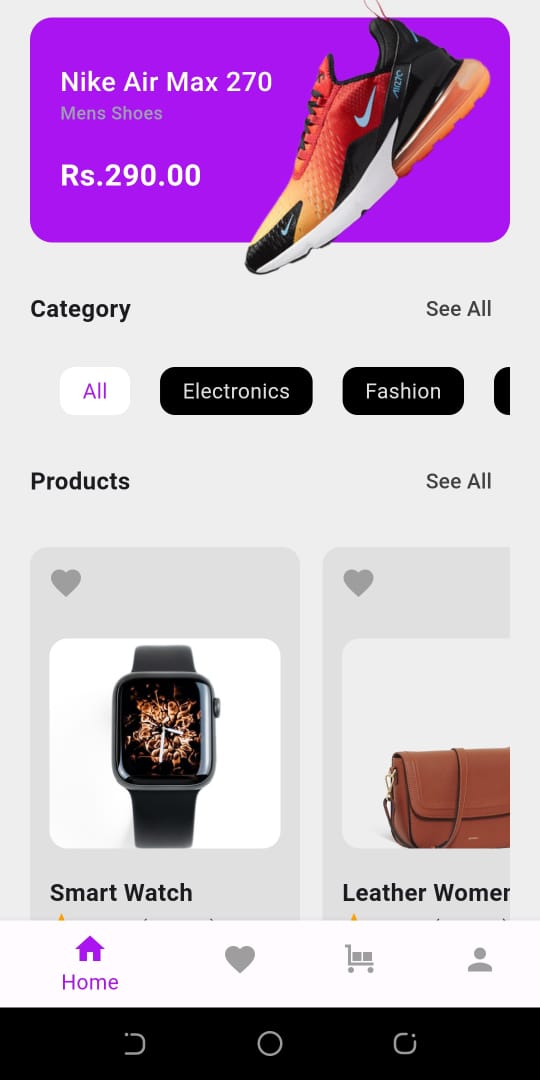 Nike Air Max 270
Mens Shoes
Rs.290.00
Category
See All
All
Electronics
Fashion
Products
See All
Smart Watch
Leather Women
Home